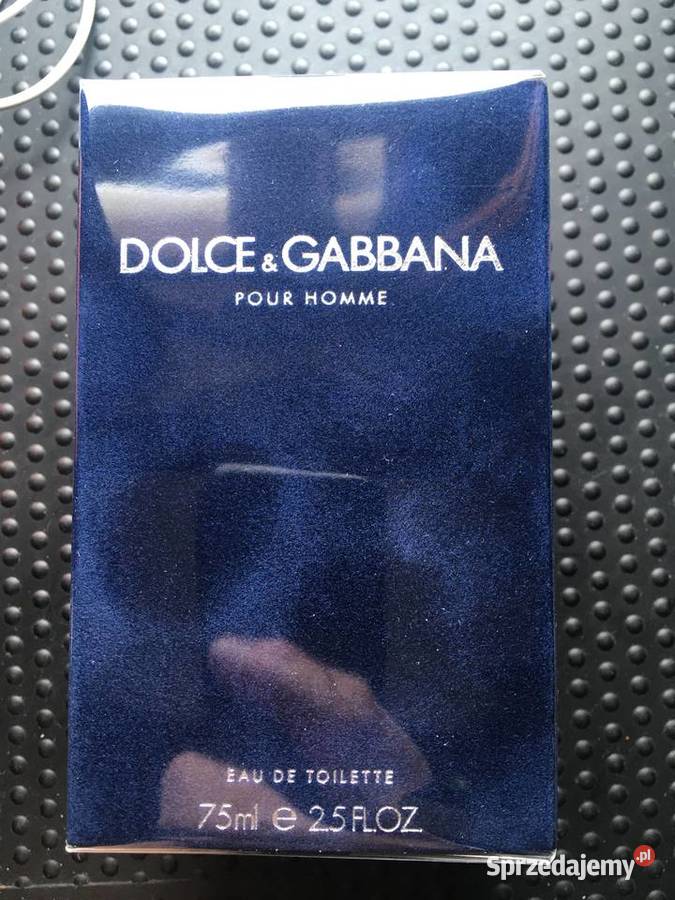 DOLCE & GABBANA
POUR HOMME
EAU DE TOILETTE
75ml e 2.5 FL.OZ.
Sprzedajemy.pl